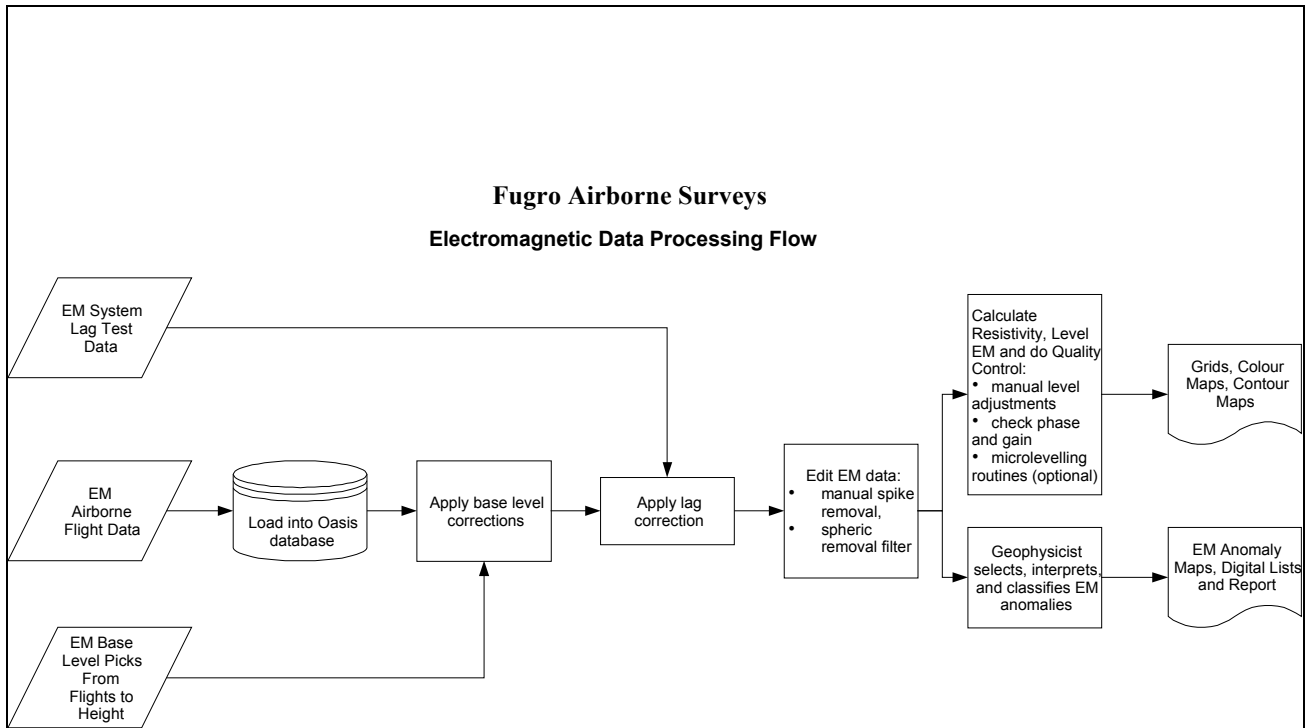 Fugro Airborne Surveys
Electromagnetic Data Processing Flow
EM System
Lag Test
Data
EM
Airborne
Flight Data
Load into Oasis
database
EM Base
Level Picks
From
Flights to
Height
Apply base level
corrections
Apply lag
correction
Edit EM data:
• manual spike
removal,
• spheric
removal filter
Calculate
Resistivity, Level
EM and do Quality
Control:
• manual level
adjustments
• check phase
and gain
• microlevelling
routines (optional)
Grids, Colour
Maps, Contour
Maps
Geophysicist
selects, interprets,
and classifies EM
anomalies
EM Anomaly
Maps, Digital Lists
and Report